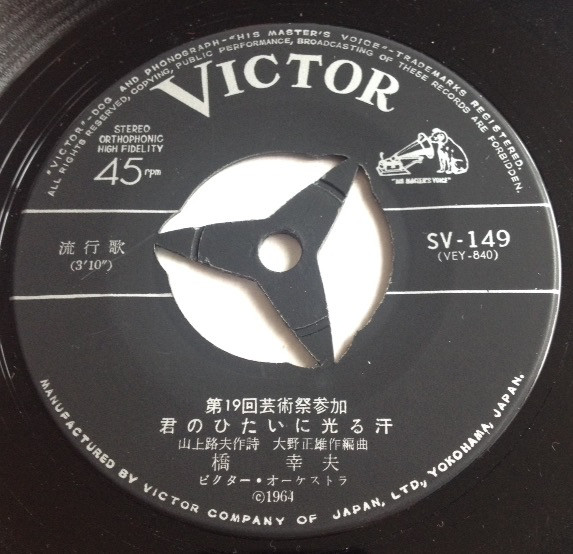 "VICTOR"-DOG AND PHONOGRAPH-"HIS MASTER'S VOICE"-TRADEMARKS REGISTERED.
ALL RIGHTS RESERVED, COPYING, PUBLIC PERFORMANCE, BROADCASTING OF THESE RECORDS ARE FORBIDDEN.
VICTOR
STEREO
ORTHOPHONIC
HIGH FIDELITY
45 rpm
"HIS MASTER'S VOICE"
流行歌
(3'10")
SV-149
(VEY-840)
第19回芸術祭参加
君のひたいに光る汗
山上路夫作詩 大野正雄作編曲
橋 幸夫
ビクター・オーケストラ
©1964
MANUFACTURED BY VICTOR COMPANY OF JAPAN, LTD, YOKOHAMA, JAPAN.